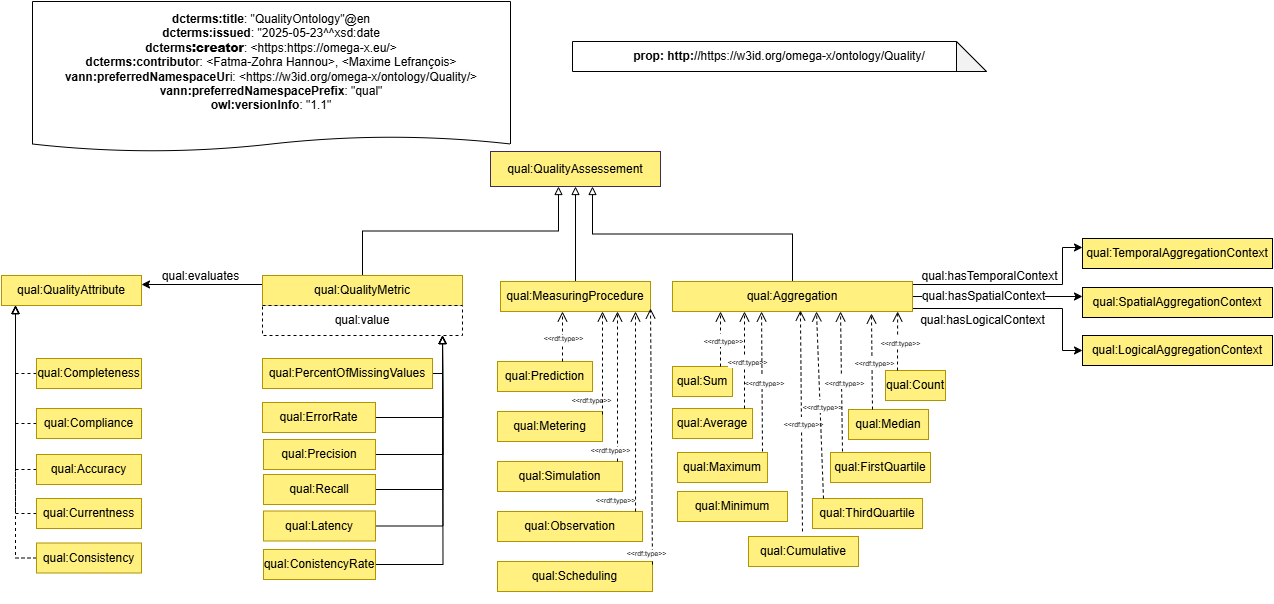 dcterms:title: "QualityOntology"@en
dcterms:issued: "2025-05-23^^xsd:date
dcterms:creator: <https:https://omega-x.eu/>
dcterms:contributor: <Fatma-Zohra Hannou>, <Maxime Lefrançois>
vann:preferredNamespaceUri: <https://w3id.org/omega-x/ontology/Quality/>
vann:preferredNamespacePrefix: "qual"
owl:versionInfo: "1.1"
prop: http://https://w3id.org/omega-x/ontology/Quality/
qual:QualityAssessement
qual:QualityAttribute
qual:evaluates
qual:QualityMetric
qual:value
qual:MeasuringProcedure
qual:Aggregation
qual:hasTemporalContext
qual:hasSpatialContext
qual:hasLogicalContext
qual:TemporalAggregationContext
qual:SpatialAggregationContext
qual:LogicalAggregationContext
qual:Completeness
qual:Compliance
qual:Accuracy
qual:Currentness
qual:Consistency
qual:PercentOfMissingValues
qual:ErrorRate
qual:Precision
qual:Recall
qual:Latency
qual:ConistencyRate
<<rdf:type>>
qual:Prediction
<<rdf:type>>
qual:Metering
<<rdf:type>>
qual:Simulation
<<rdf:type>>
qual:Observation
<<rdf:type>>
qual:Scheduling
<<rdf:type>>
qual:Sum
<<rdf:type>>
qual:Average
<<rdf:type>>
qual:Maximum
qual:Minimum
<<rdf:type>>
qual:Cumulative
<<rdf:type>>
qual:ThirdQuartile
<<rdf:type>>
qual:FirstQuartile
<<rdf:type>>
qual:Median
<<rdf:type>>
qual:Count